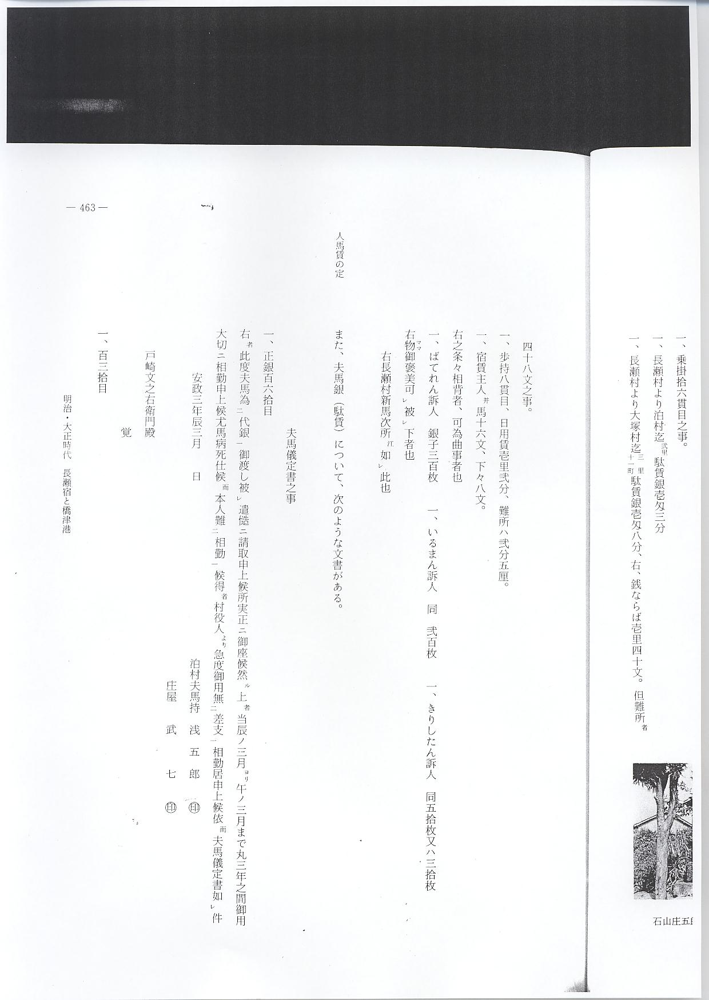 一、乗掛拾六貫目之事。
一、長瀬村より泊村迄弐里駄賃銀壱匁三分
一、長瀬村より大塚村迄三里十一町駄賃銀壱匁八分、右、銭ならば壱里四十文。但難所者
石山庄五
四十八文之事。
一、歩持八貫目、日用賃壱里弐分、難所ハ弐分五厘。
一、宿賃主人并馬十六文、下々八文。
右之条々相背者、可為曲事者也
一、ばてれん訴人　銀子三百枚　一、いるまん訴人　同　弐百枚　一、きりしたん訴人　同五拾枚又ハ三拾枚
右物ママ御褒美可レ被レ下者也
右長瀬村新馬次所江如レ此也
人馬賃の定
また、夫馬銀（駄賃）について、次のような文書がある。
夫馬儀定書之事
一、正銀百六拾目
右者此度夫馬為ニ代銀一御渡し被レ遣慥ニ請取申上候所実正ニ御座候然ル上者当辰ノ三月ヨリ午ノ三月まで丸三年之間御用
大切ニ相勤申上候尤馬病死仕候而本人難ニ相勤一候得者村役人より急度御用無ニ差支一相勤居申上候依而夫馬儀定書如レ件
安政三年辰三月　日
泊村夫馬持　浅五郎　㊞
庄屋　武七　㊞
戸崎文之右衛門殿
覚
一、百三拾目
明治・大正時代　長瀬宿と橋津港
― 463 ―